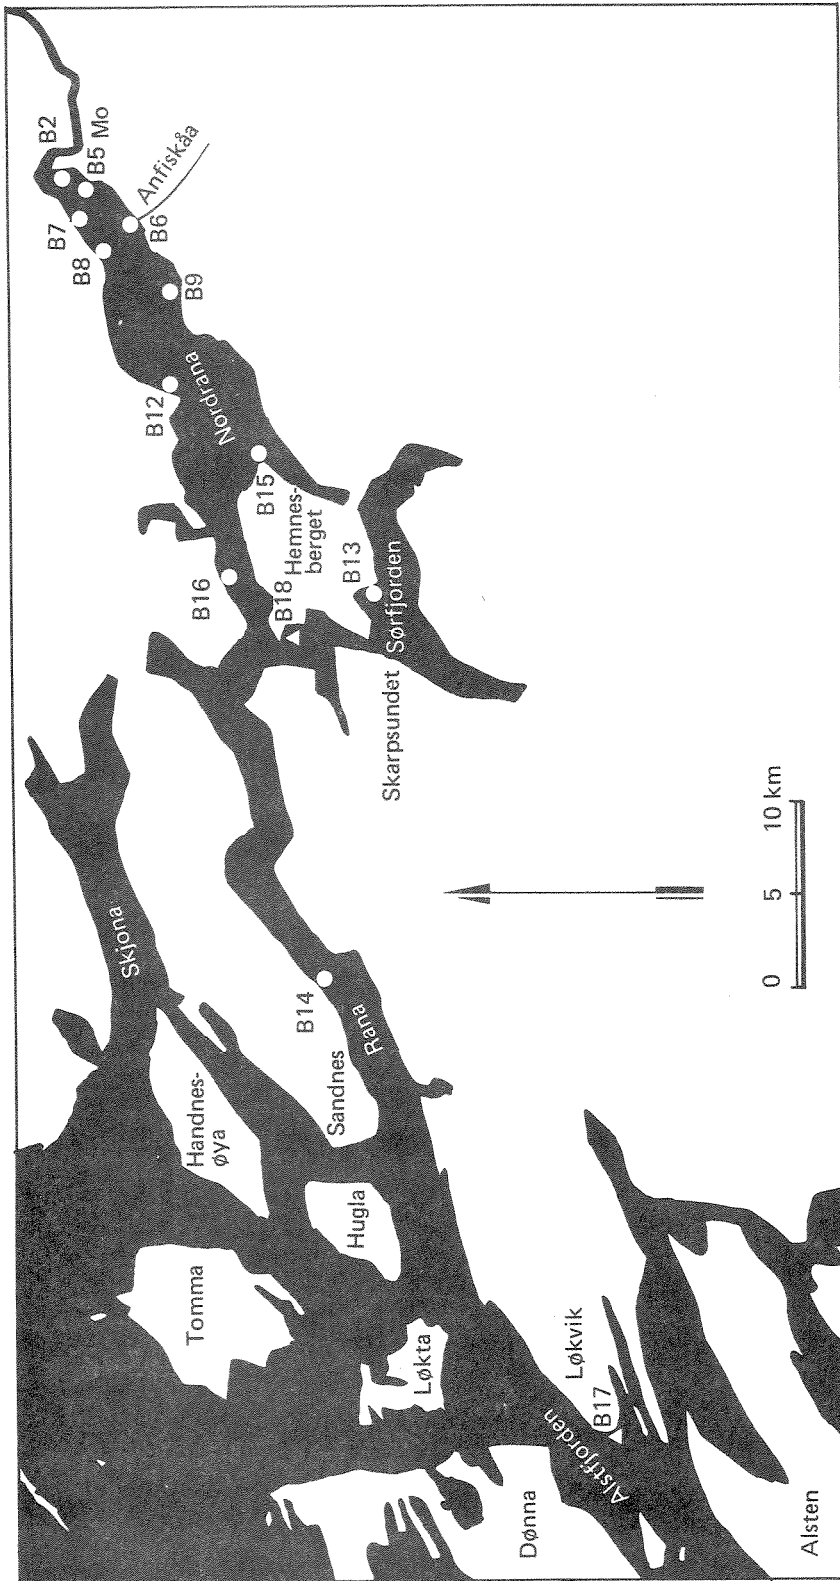 B2
B5 Mo
B7
Anfiskåa
B8
B6
B9
B12
Nordrana
B15
Hemnes-
berget
B16
B18
B13
Sørfjorden
Skarpsundet
Skjona
B14
Rana
Sandnes
Handnes-
øya
Hugla
Tomma
Løkta
Løkvik
B17
Alstfjorden
Dønna
Alsten
0 5 10 km